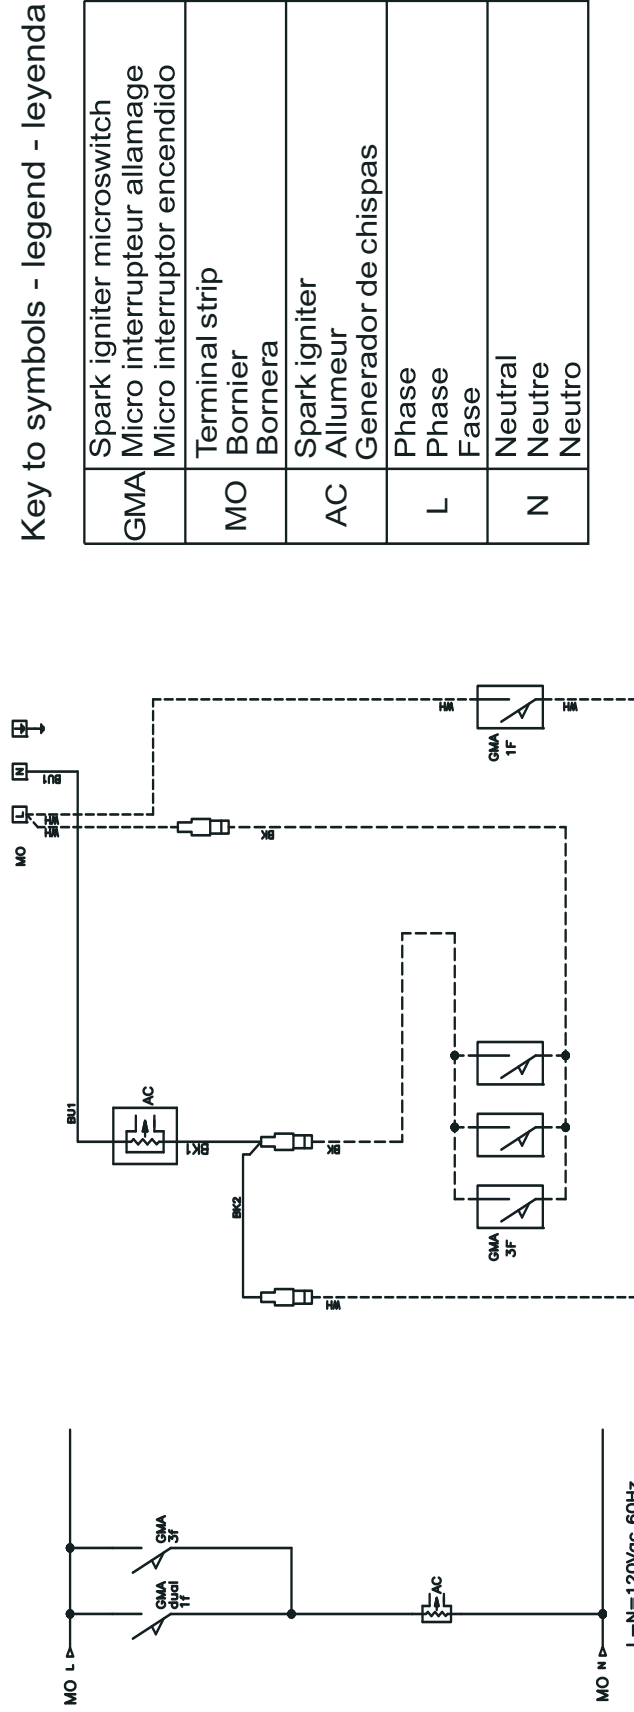 Key to symbols - legend - leyenda
GMA
Spark igniter microswitch
Micro interrupteur allamage
Micro interruptor encendido
MO
Terminal strip
Bornier
Bornera
AC
Spark igniter
Allumeur
Generador de chispas
L
Phase
Phase
Fase
N
Neutral
Neutre
Neutro
MO
L
N
WH
WH
BU1
BU1
AC
BK1
BK2
BK
BK
WH
WH
WH
GMA
1F
GMA
3F
MO L
GMA
dual
1f
GMA
3f
AC
MO N
L-N=120Vac 60Hz